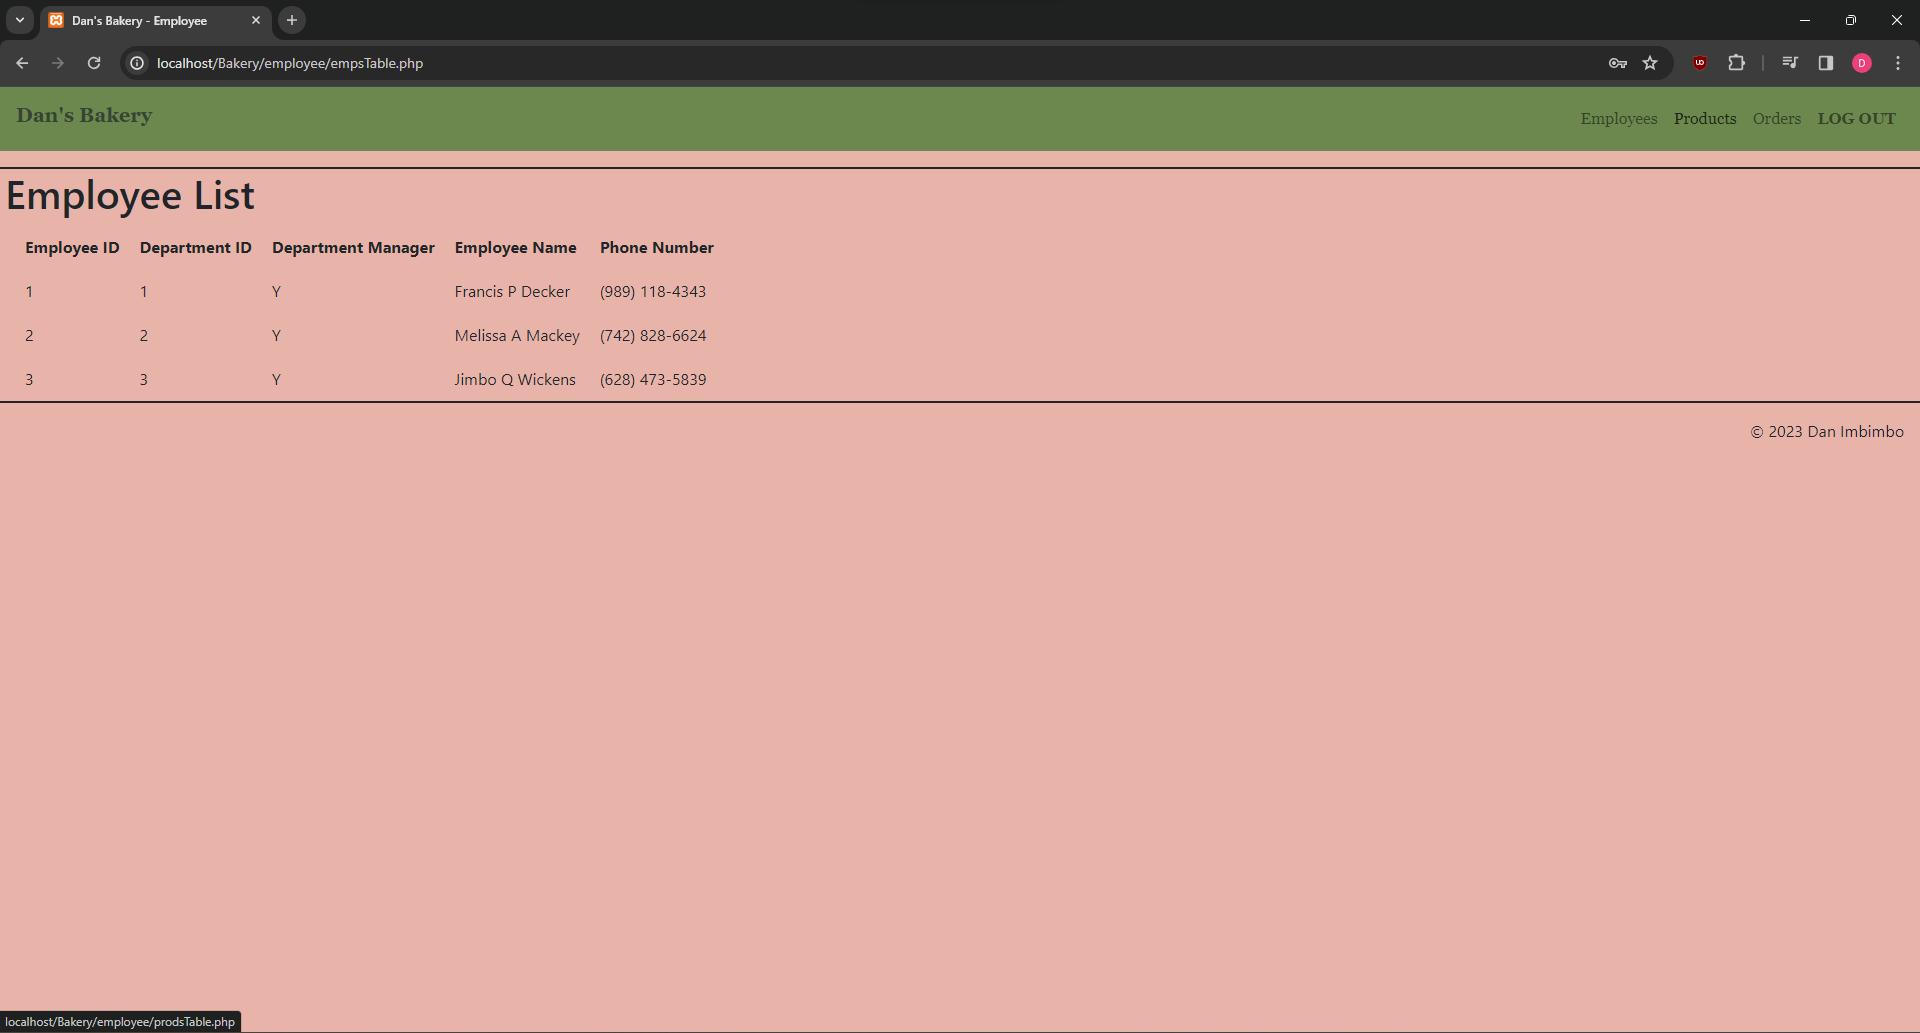 Dan's Bakery - Employee
localhost/Bakery/employee/empsTable.php
D
Dan's Bakery
Employees Products Orders LOG OUT
Employee List
Employee ID Department ID Department Manager Employee Name Phone Number
1 1 Y Francis P Decker (989) 118-4343
2 2 Y Melissa A Mackey (742) 828-6624
3 3 Y Jimbo Q Wickens (628) 473-5839
© 2023 Dan Imbimbo
localhost/Bakery/employee/prodsTable.php